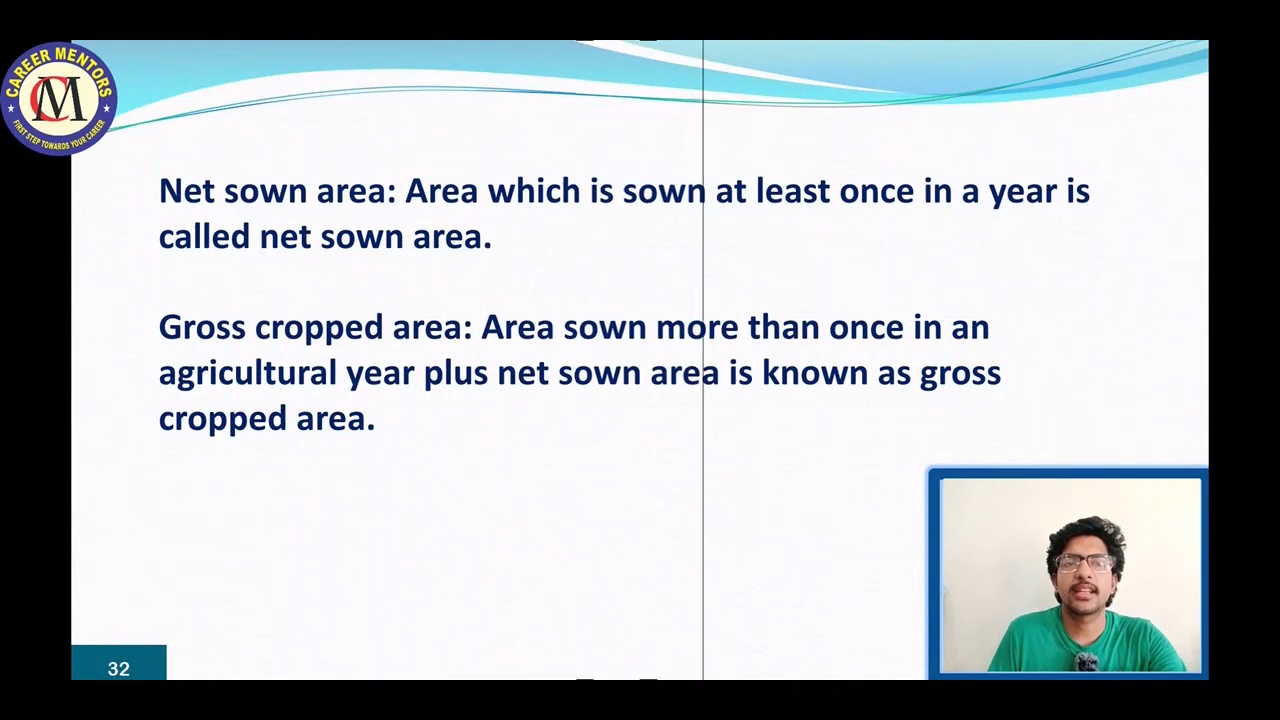 CAREER MENTORS
CM
FIRST STEP TOWARDS YOUR CAREER
Net sown area: Area which is sown at least once in a year is
called net sown area.
Gross cropped area: Area sown more than once in an
agricultural year plus net sown area is known as gross
cropped area.
32